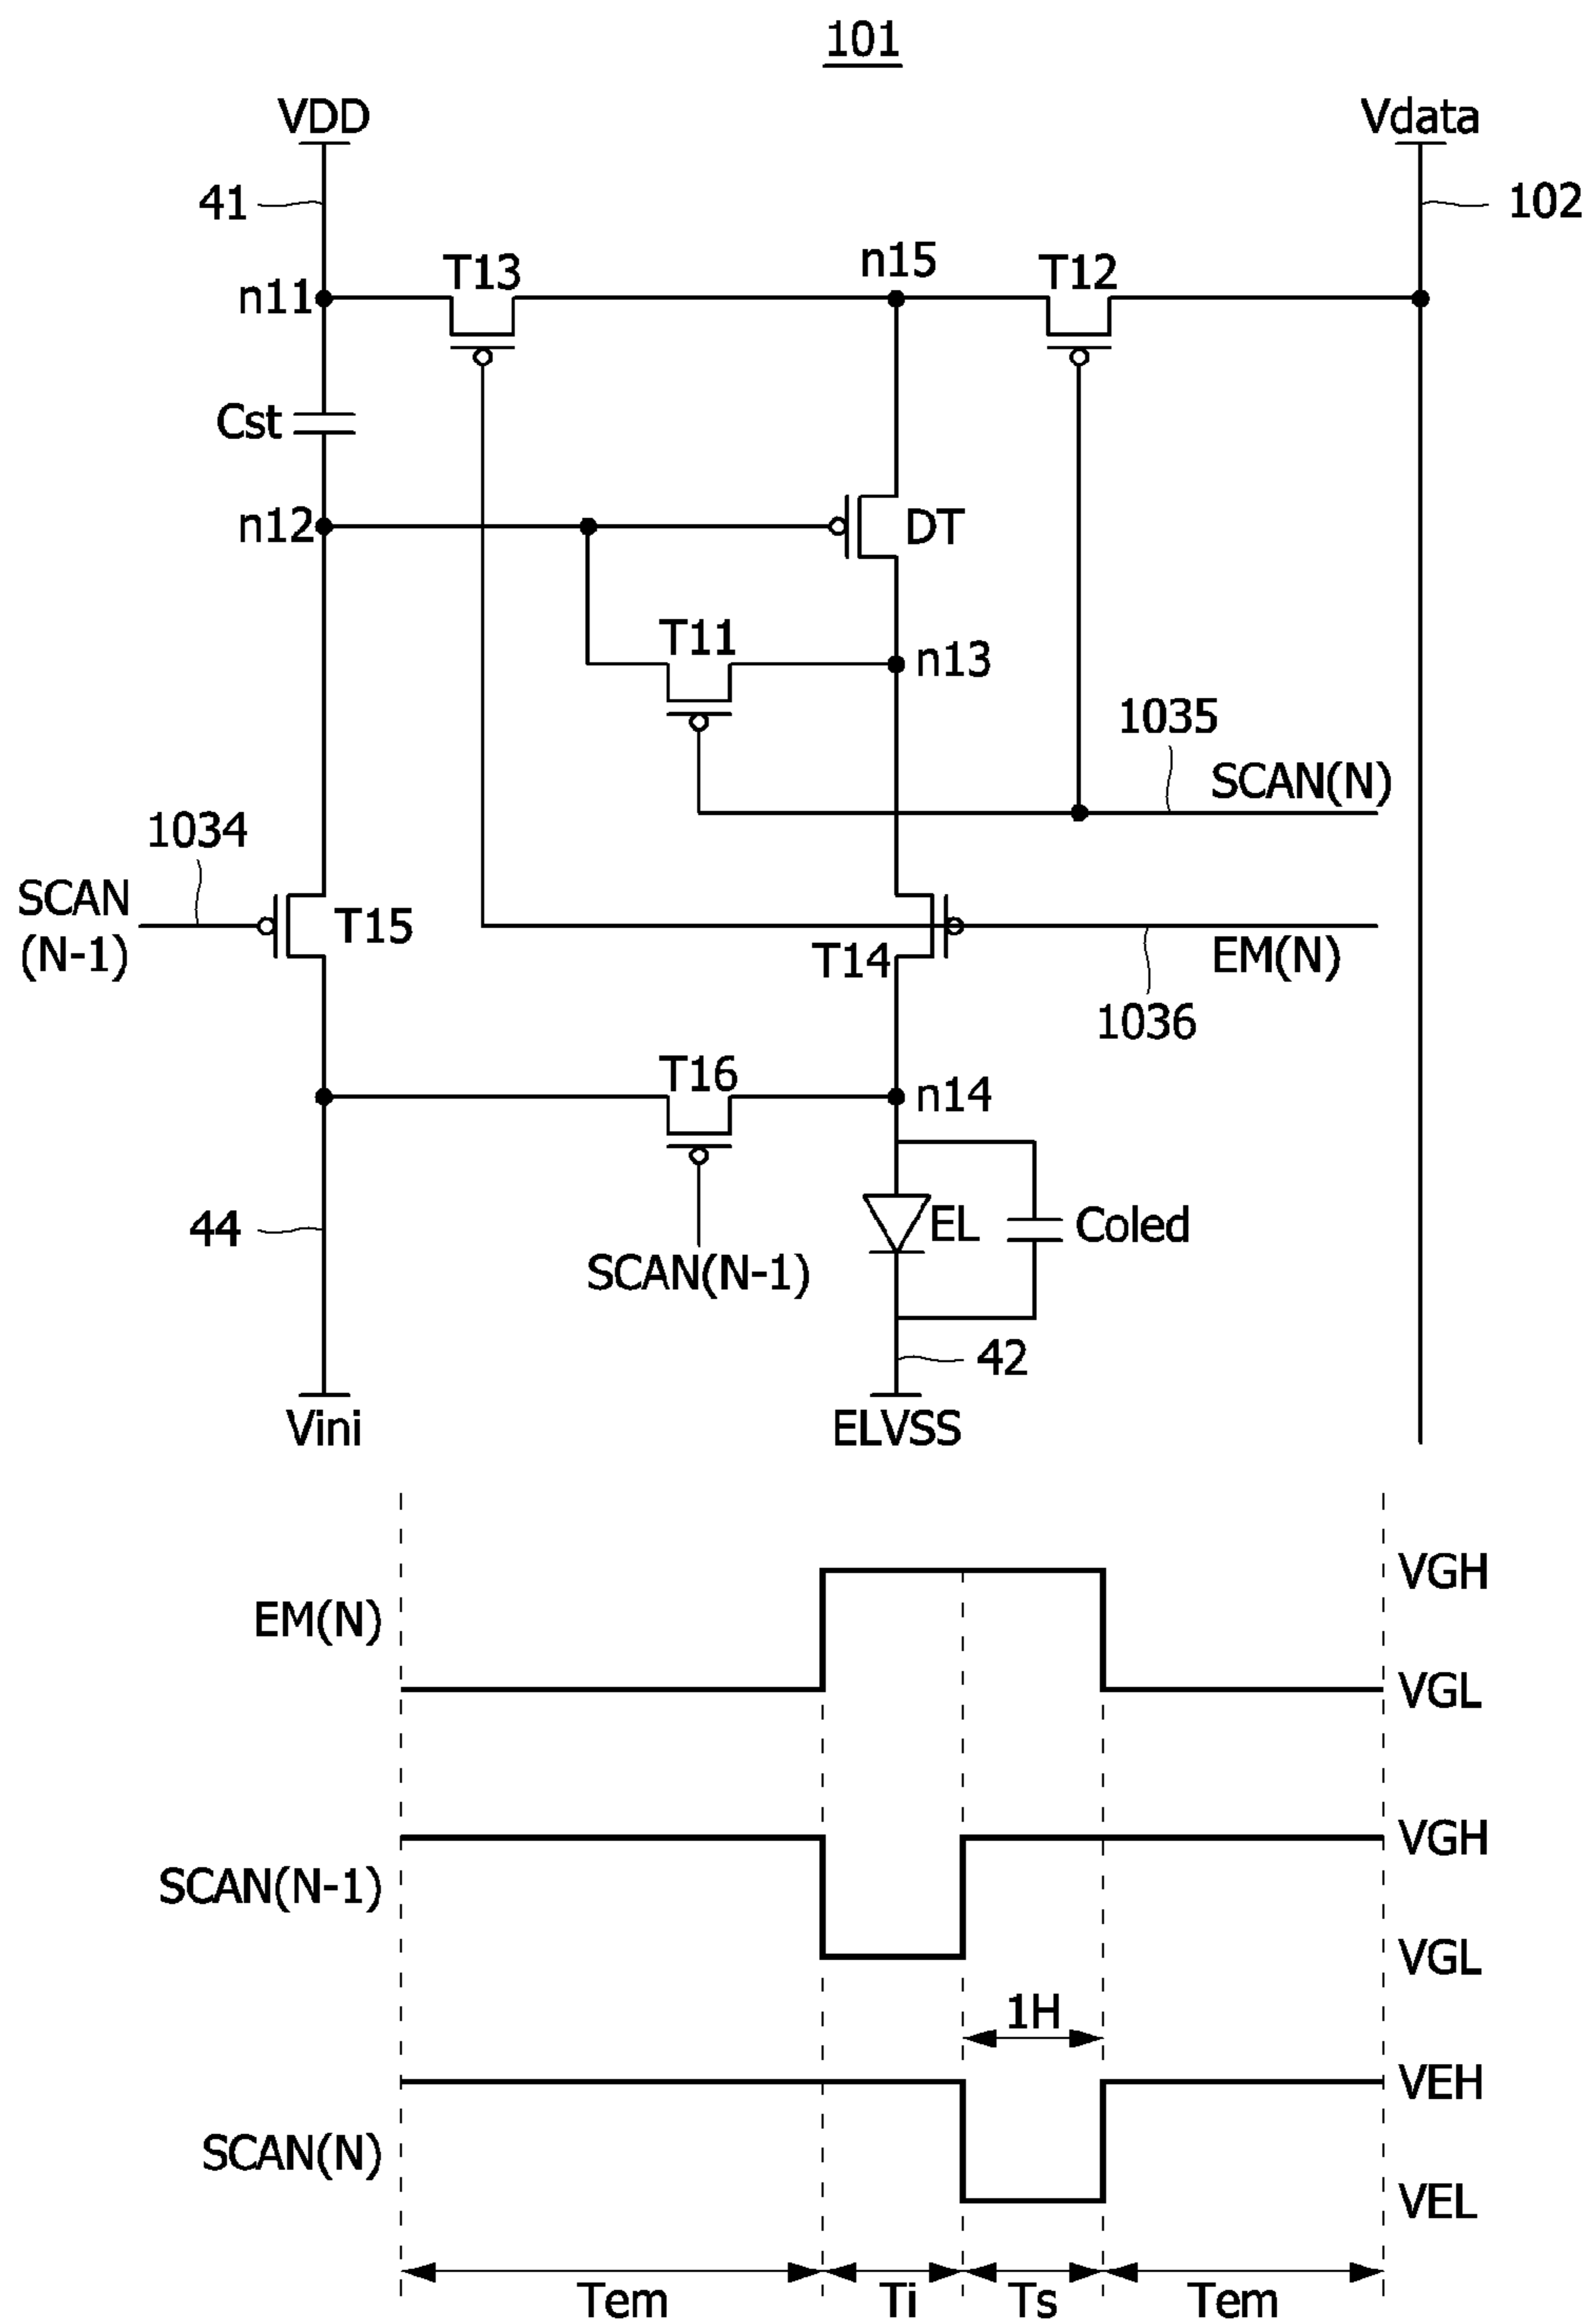 101
VDD
Vdata
41
102
n11
T13
n15
T12
Cst
n12
DT
T11
n13
1035
SCAN(N)
1034
SCAN
(N-1)
T15
T14
EM(N)
1036
T16
n14
44
EL
Coled
SCAN(N-1)
42
Vini
ELVSS
EM(N)
VGH
VGL
SCAN(N-1)
VGH
VGL
1H
SCAN(N)
VEH
VEL
Tem
Ti
Ts
Tem